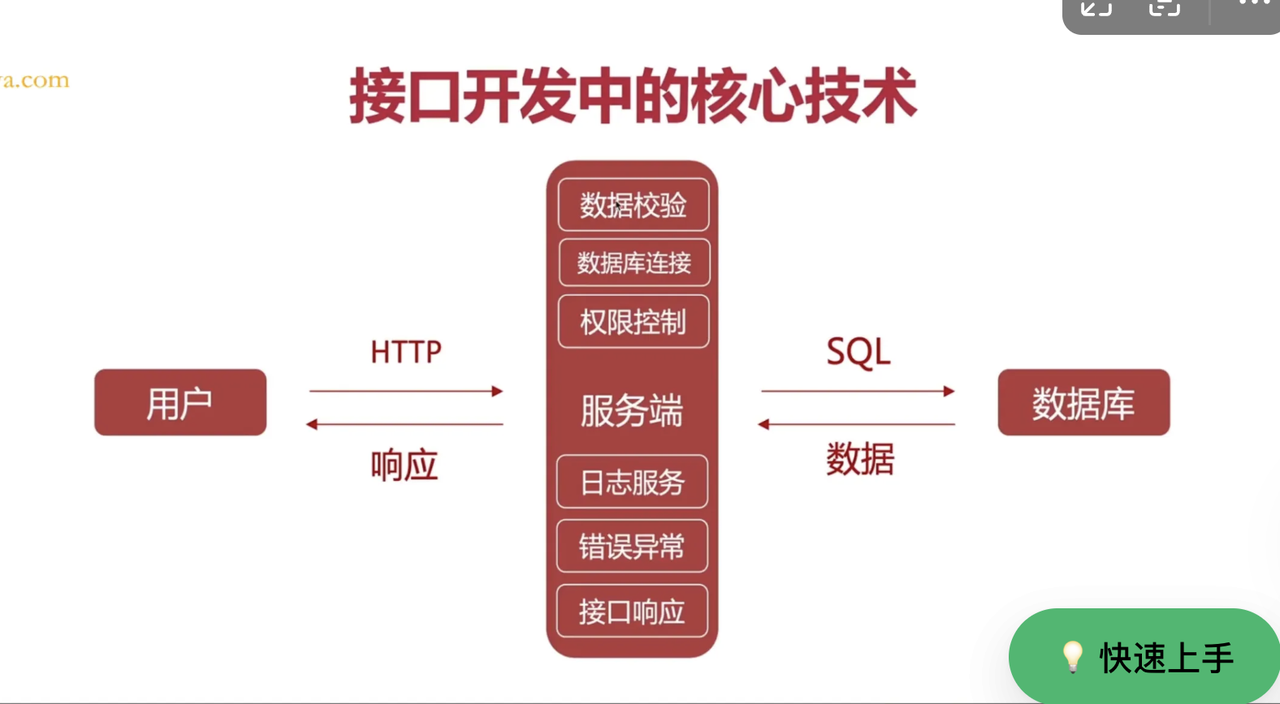 a.com
接口开发中的核心技术
数据校验
数据库连接
权限控制
HTTP
SQL
用户
服务端
数据库
响应
数据
日志服务
错误异常
接口响应
快速上手